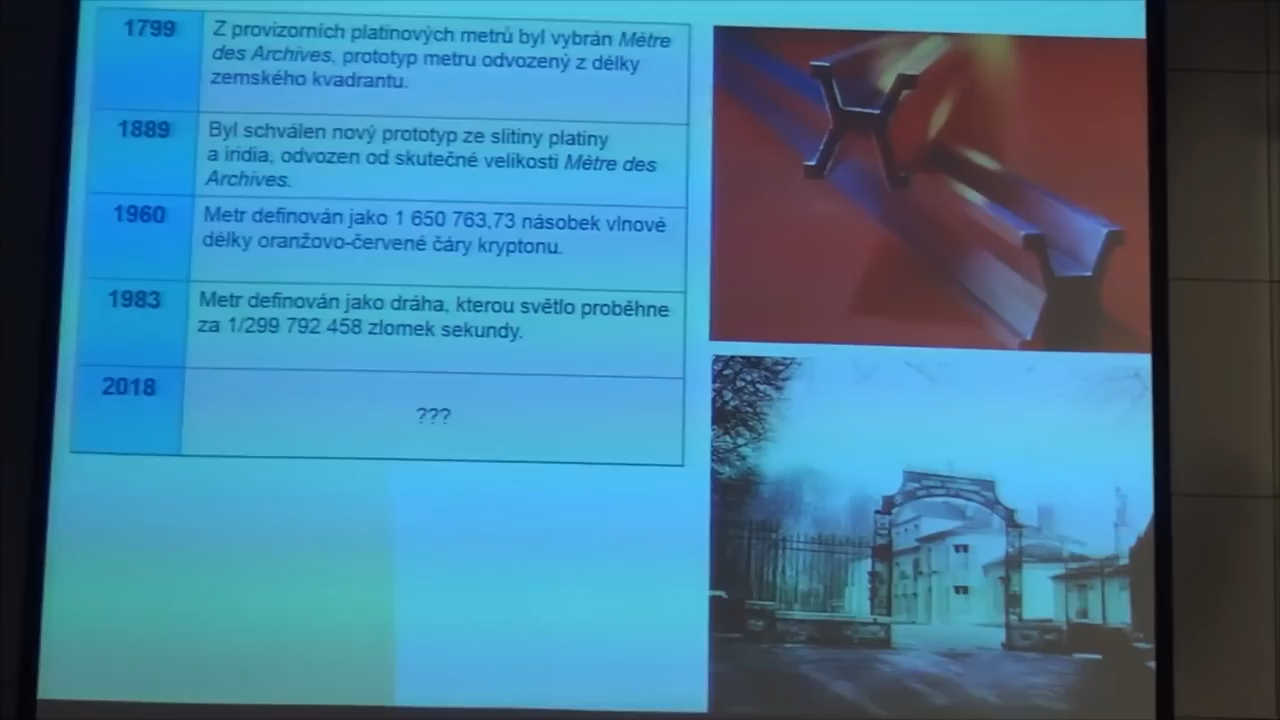 1799
Z provizorních platinových metrů byl vybrán Mètre
des Archives, prototyp metru odvozený z délky
zemského kvadrantu.
1889
Byl schválen nový prototyp ze slitiny platiny
a iridia, odvozen od skutečné velikosti Mètre des
Archives.
1960
Metr definován jako 1 650 763,73 násobek vlnové
délky oranžovo-červené čáry kryptonu.
1983
Metr definován jako dráha, kterou světlo proběhne
za 1/299 792 458 zlomek sekundy.
2018
???